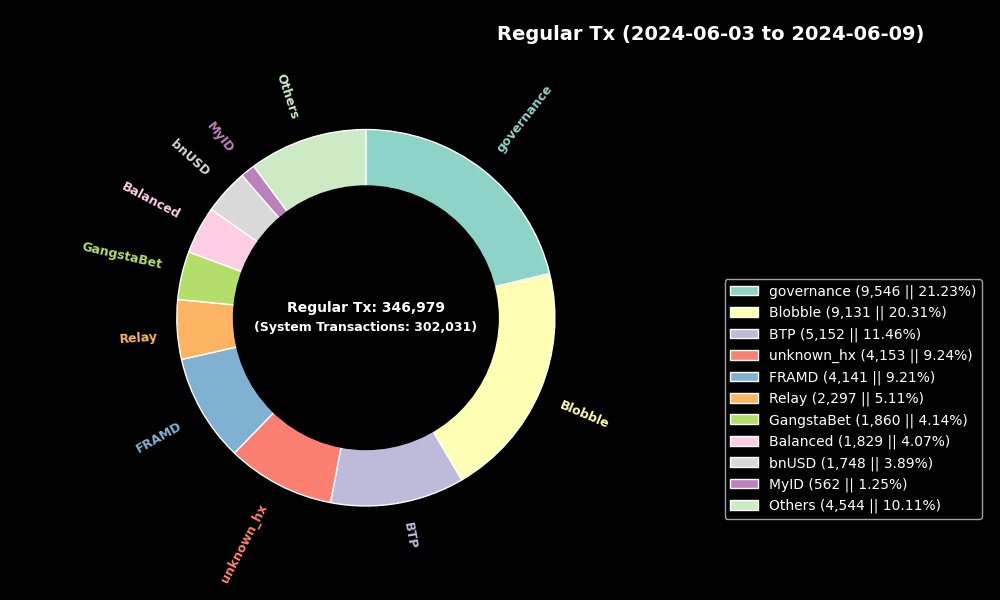 Regular Tx (2024-06-03 to 2024-06-09)
governance
Others
MyID
bnUSD
Balanced
GangstaBet
Relay
FRAMD
unknown_hx
BTP
Blobble
Regular Tx: 346,979
(System Transactions: 302,031)
governance (9,546 || 21.23%)
Blobble (9,131 || 20.31%)
BTP (5,152 || 11.46%)
unknown_hx (4,153 || 9.24%)
FRAMD (4,141 || 9.21%)
Relay (2,297 || 5.11%)
GangstaBet (1,860 || 4.14%)
Balanced (1,829 || 4.07%)
bnUSD (1,748 || 3.89%)
MyID (562 || 1.25%)
Others (4,544 || 10.11%)